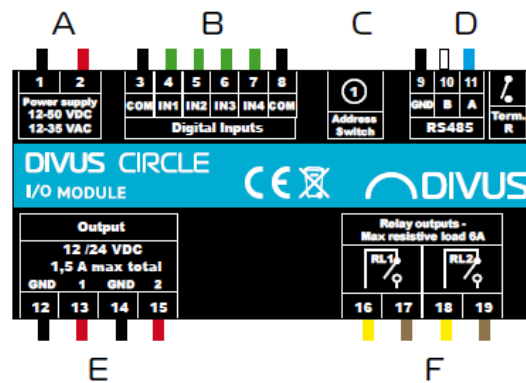 A B C D
1 2 3 4 5 6 7 8 1 9 10 11
Power supply
12-50 VDC
12-35 VAC
COM IN1 IN2 IN3 IN4 COM
Digital Inputs
Address
Switch
GND B A
RS485
Term.
R
DIVUS CIRCLE
I/O MODULE
CE DIVUS
Output
12 /24 VDC
1,5 A max total
GND 1 GND 2
12 13 14 15
Relay outputs -
Max resistive load 6A
RL1 RL2
16 17 18 19
E F